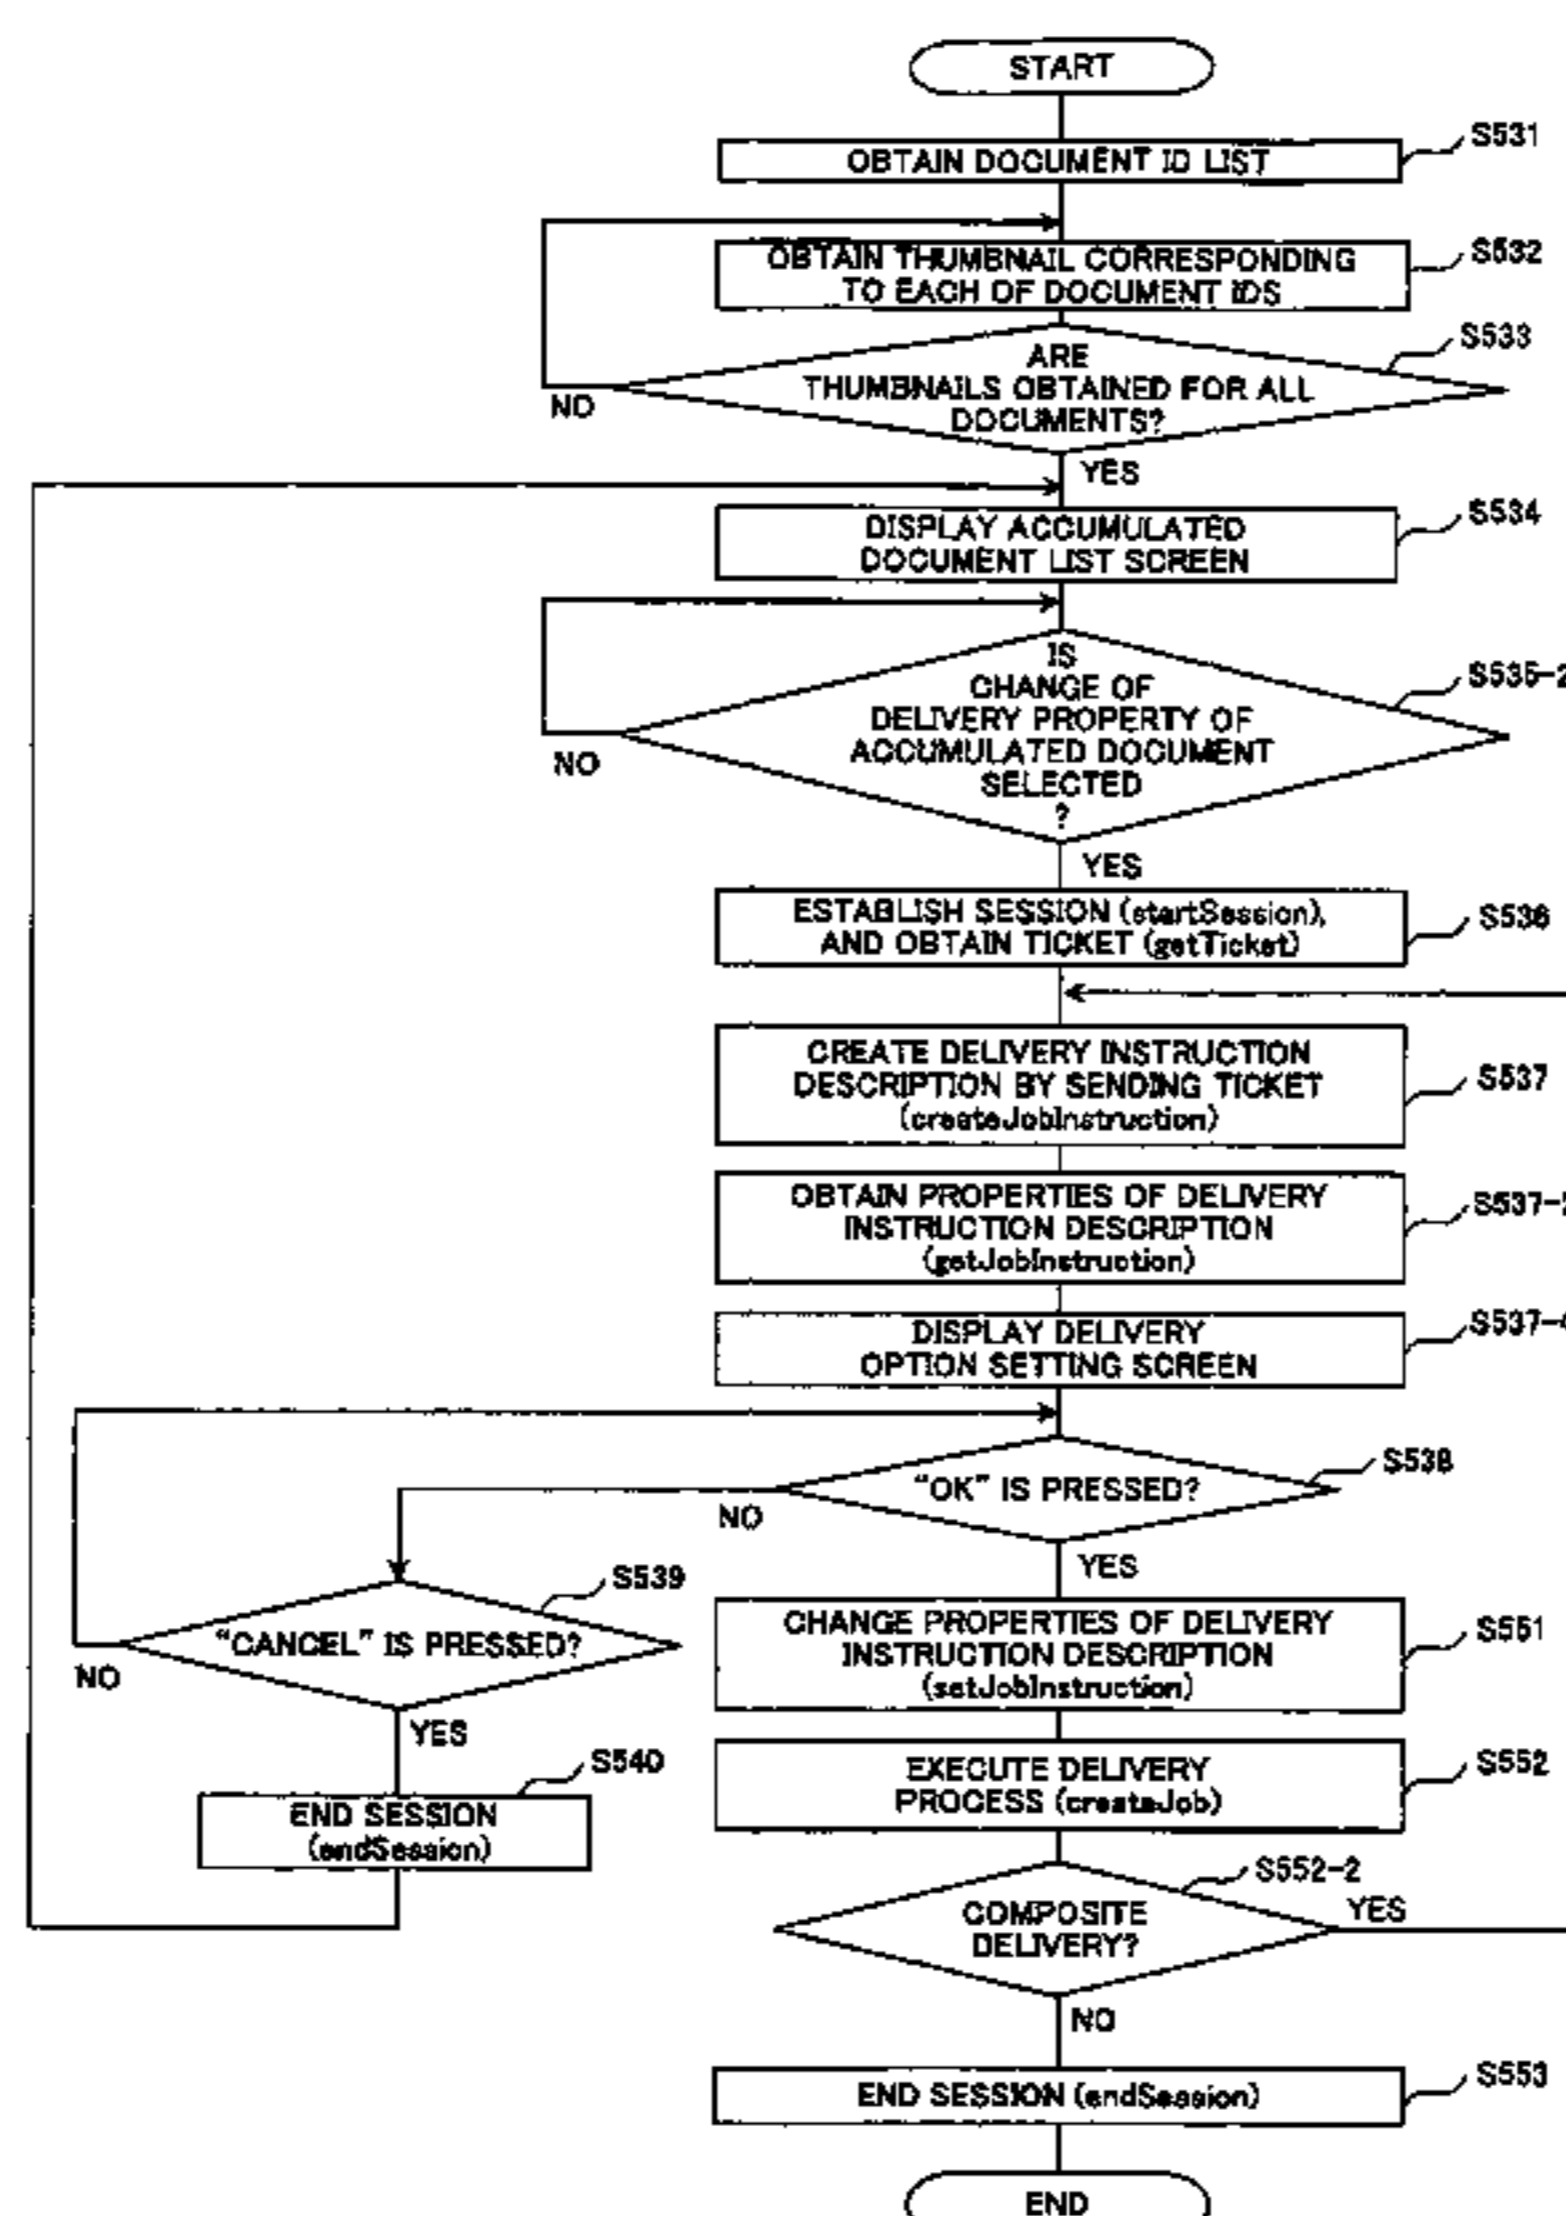 START
S531
OBTAIN DOCUMENT ID LIST
S532
OBTAIN THUMBNAIL CORRESPONDING
TO EACH OF DOCUMENT IDS
S533
ARE
THUMBNAILS OBTAINED FOR ALL
DOCUMENTS?
NO
YES
S534
DISPLAY ACCUMULATED
DOCUMENT LIST SCREEN
IS
CHANGE OF
DELIVERY PROPERTY OF
ACCUMULATED DOCUMENT
SELECTED
?
S535-2
NO
YES
ESTABLISH SESSION (startSession),
AND OBTAIN TICKET (getTicket)
S536
CREATE DELIVERY INSTRUCTION
DESCRIPTION BY SENDING TICKET
(createJobInstruction)
S537
OBTAIN PROPERTIES OF DELIVERY
INSTRUCTION DESCRIPTION
(getJobInstruction)
DISPLAY DELIVERY
OPTION SETTING SCREEN
"OK" IS PRESSED?
S538
NO
YES
S539
"CANCEL" IS PRESSED?
NO
YES
S540
END SESSION
(endSession)
CHANGE PROPERTIES OF DELIVERY
INSTRUCTION DESCRIPTION
(setJobInstruction)
S551
EXECUTE DELIVERY
PROCESS (createJob)
S552
S552-2
COMPOSITE
DELIVERY?
YES
NO
END SESSION (endSession)
S553
END